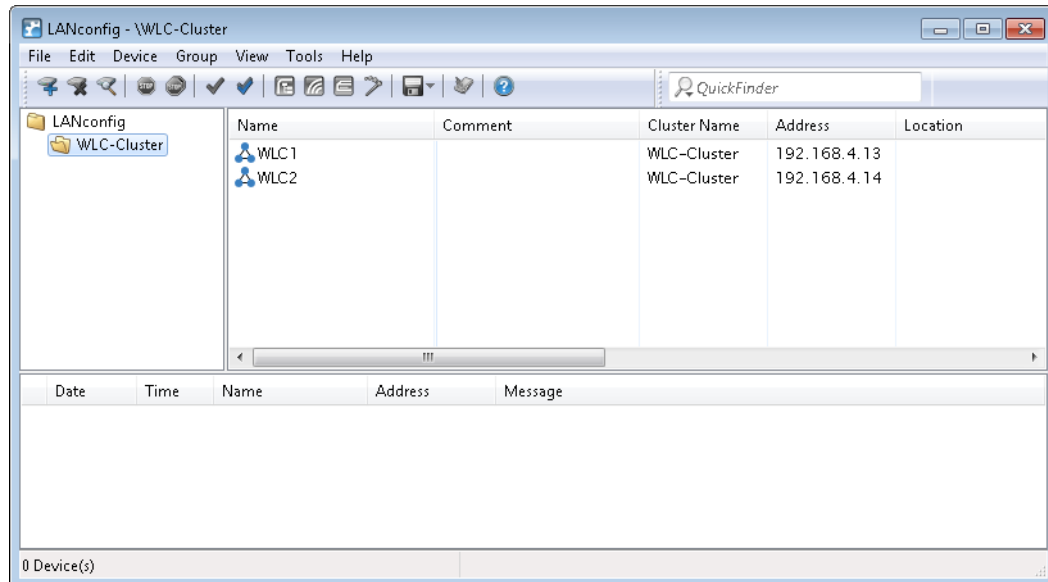 LANconfig - \WLC-Cluster
File Edit Device Group View Tools Help
QuickFinder
LANconfig
WLC-Cluster
Name Comment Cluster Name Address Location
WLC1 WLC-Cluster 192.168.4.13
WLC2 WLC-Cluster 192.168.4.14
Date Time Name Address Message
0 Device(s)